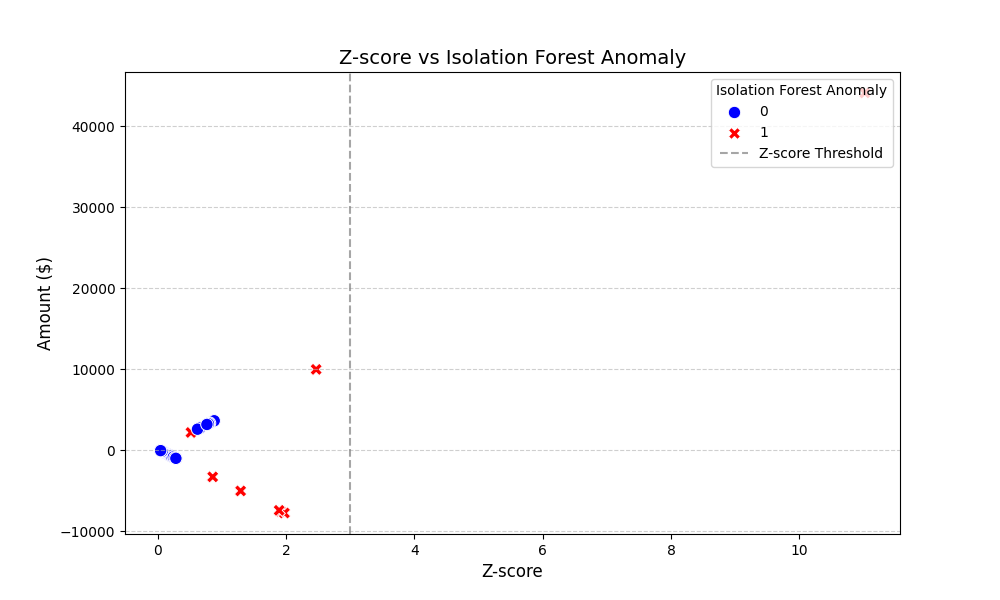 Z-score vs Isolation Forest Anomaly
Isolation Forest Anomaly
0
1
Z-score Threshold
Amount ($)
40000
30000
20000
10000
0
−10000
0
2
4
6
8
10
Z-score